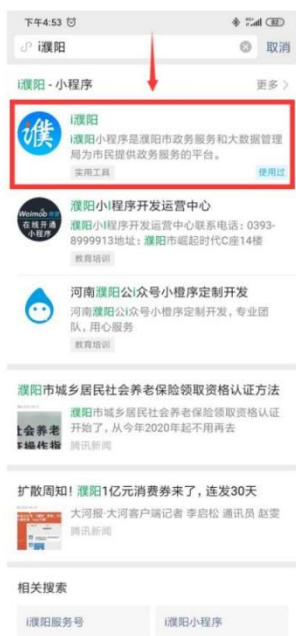 下午4:53
i濮阳
取消
i濮阳 - 小程序
更多
i濮阳
i濮阳小程序是濮阳市政务服务和大数据管理
局为市民提供政务服务的平台。
实用工具
使用过
濮
Weimob
在线开通
小程序
濮阳小i程序开发运营中心
濮阳小程序开发运营中心联系电话：0393-
8999913地址：濮阳市崛起时代C座14楼
教育培训
河南濮阳公i众号小橙序定制开发
河南濮阳公i众号小橙序定制开发，专业团
队，用心服务
教育培训
濮阳市城乡居民社会养老保险领取资格认证方法
濮阳市城乡居民社会养老保险领取资格认证
开始了，从今年2020年起不用再去
腾讯新闻
社会养老
扩散周知！濮阳1亿元消费券来了，连发30天
大河报·大河客户端记者 李启松 通讯员 赵雯
腾讯新闻
相关搜索
i濮阳服务号
i濮阳小程序